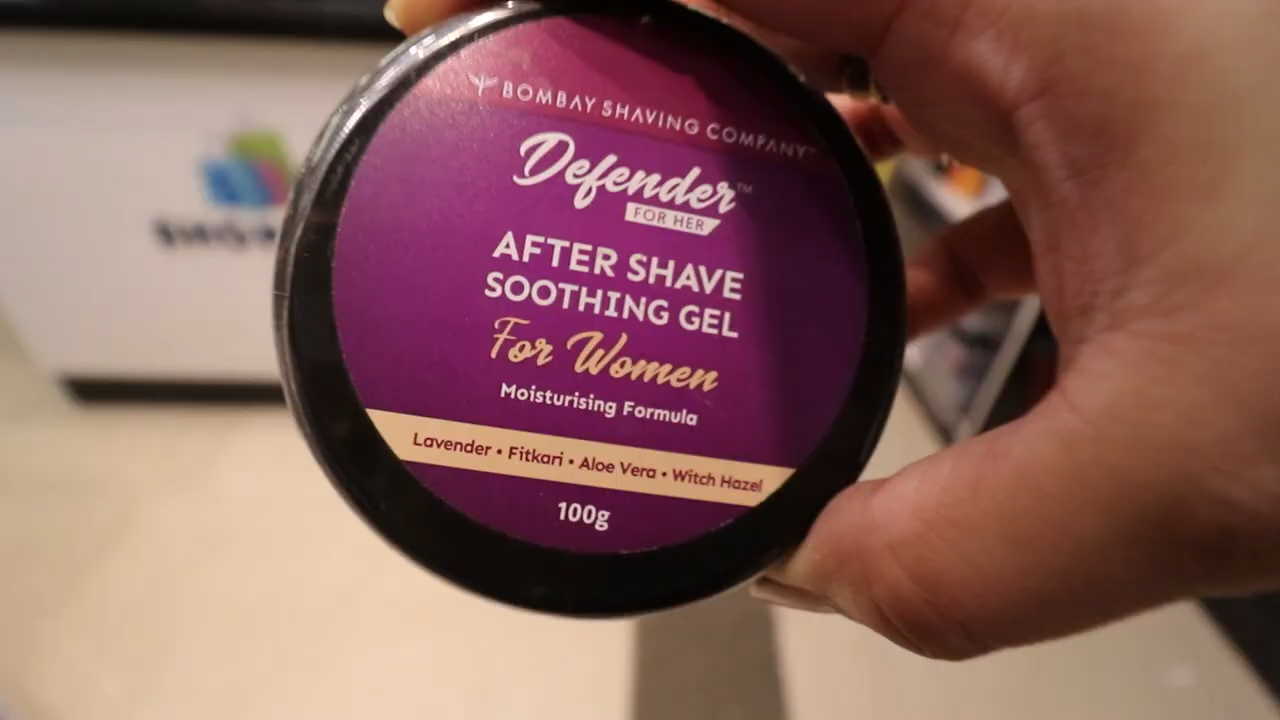 BOMBAY SHAVING COMPANY™
Defender™
FOR HER
AFTER SHAVE
SOOTHING GEL
For Women
Moisturising Formula
Lavender • Fitkari • Aloe Vera • Witch Hazel
100g